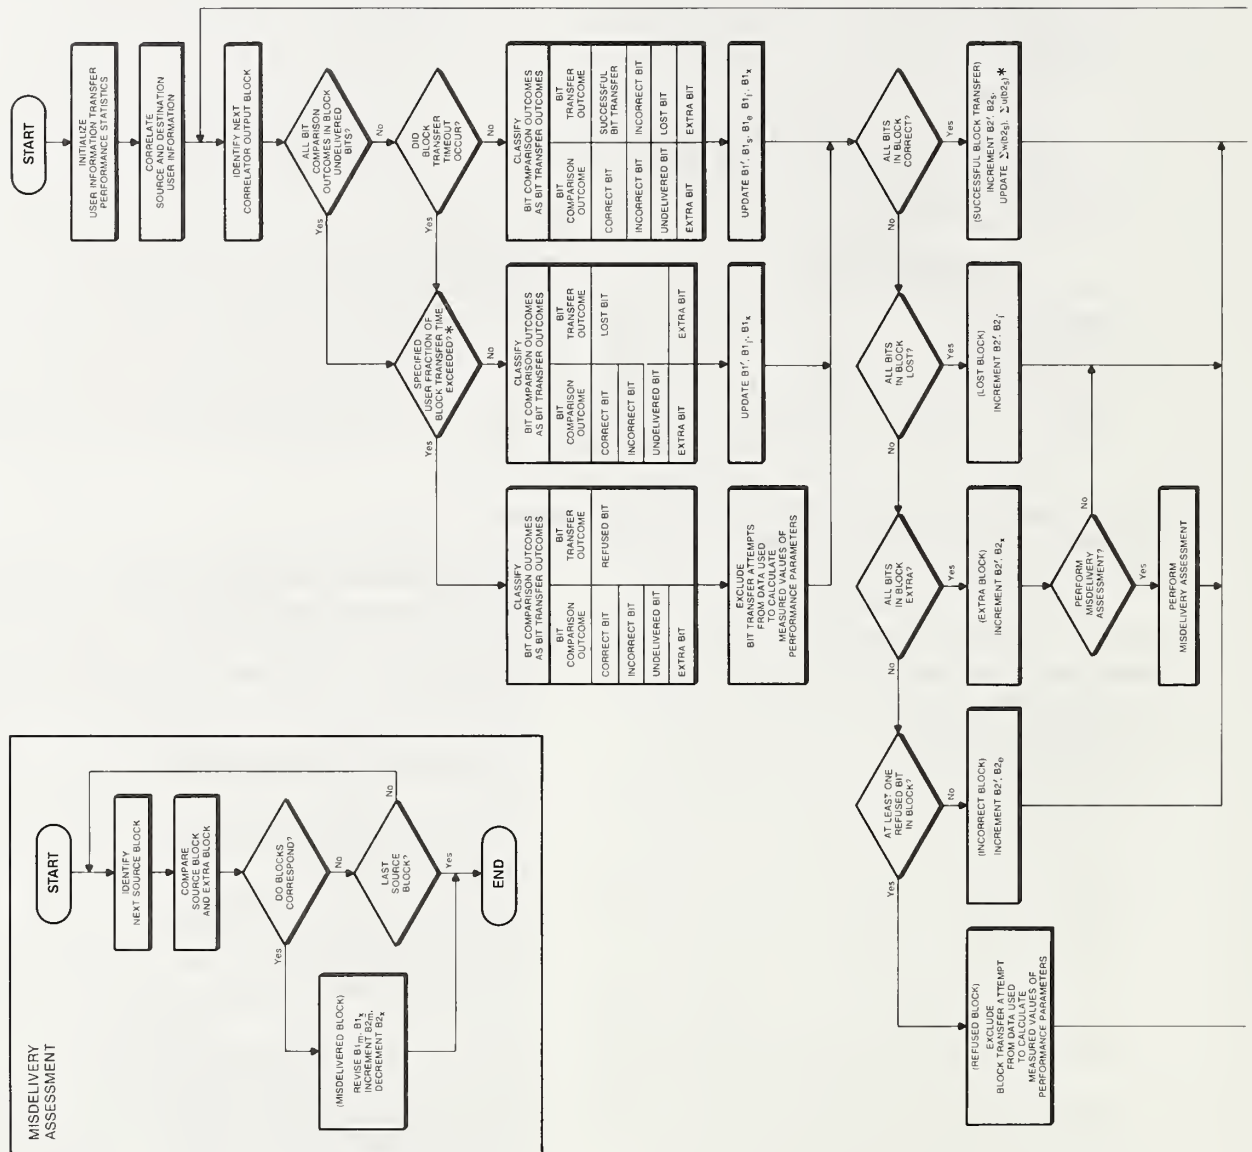 MISDELIVERY
ASSESSMENT
START
IDENTIFY
NEXT SOURCE BLOCK
COMPARE
SOURCE BLOCK
AND EXTRA BLOCK
DO BLOCKS
CORRESPOND?
Yes
No
(MISDELIVERED BLOCK)
REVISE B1m, B1x
INCREMENT B2m,
DECREMENT B2x
LAST
SOURCE
BLOCK?
No
Yes
END
START
INITIALIZE
USER INFORMATION TRANSFER
PERFORMANCE STATISTICS
CORRELATE
SOURCE AND DESTINATION
USER INFORMATION
IDENTIFY NEXT
CORRELATOR OUTPUT BLOCK
ALL BIT
COMPARISON
OUTCOMES IN BLOCK
UNDELIVERED
BITS?
Yes
No
DID
BLOCK
TRANSFER
TIMEOUT
OCCUR?
Yes
No
SPECIFIED
USER FRACTION OF
BLOCK TRANSFER TIME
EXCEEDED?*
Yes
No
CLASSIFY
BIT COMPARISON OUTCOMES
AS BIT TRANSFER OUTCOMES
BIT
COMPARISON
OUTCOME
BIT
TRANSFER
OUTCOME
CORRECT BIT
REFUSED BIT
INCORRECT BIT
UNDELIVERED BIT
EXTRA BIT
EXCLUDE
BIT TRANSFER ATTEMPTS
FROM DATA USED
TO CALCULATE
MEASURED VALUES OF
PERFORMANCE PARAMETERS
CLASSIFY
BIT COMPARISON OUTCOMES
AS BIT TRANSFER OUTCOMES
BIT
COMPARISON
OUTCOME
BIT
TRANSFER
OUTCOME
CORRECT BIT
LOST BIT
INCORRECT BIT
UNDELIVERED BIT
EXTRA BIT
EXTRA BIT
UPDATE B1', B1ℓ, B1x
CLASSIFY
BIT COMPARISON OUTCOMES
AS BIT TRANSFER OUTCOMES
BIT
COMPARISON
OUTCOME
BIT
TRANSFER
OUTCOME
CORRECT BIT
SUCCESSFUL
BIT TRANSFER
INCORRECT BIT
INCORRECT BIT
UNDELIVERED BIT
LOST BIT
EXTRA BIT
EXTRA BIT
UPDATE B1', B1s, B1e, B1ℓ, B1x
ALL BITS
IN BLOCK
CORRECT?
No
Yes
(SUCCESSFUL BLOCK TRANSFER)
INCREMENT B2', B2s,
UPDATE Σw(b2s), Σu(b2s)*
ALL BITS
IN BLOCK
LOST?
No
Yes
(LOST BLOCK)
INCREMENT B2', B2ℓ
ALL BITS
IN BLOCK
EXTRA?
No
Yes
(EXTRA BLOCK)
INCREMENT B2', B2x
PERFORM
MISDELIVERY
ASSESSMENT?
No
Yes
PERFORM
MISDELIVERY ASSESSMENT
AT LEAST ONE
REFUSED BIT
IN BLOCK?
Yes
No
(INCORRECT BLOCK)
INCREMENT B2', B2e
(REFUSED BLOCK)
EXCLUDE
BLOCK TRANSFER ATTEMPT
FROM DATA USED
TO CALCULATE
MEASURED VALUES OF
PERFORMANCE PARAMETERS